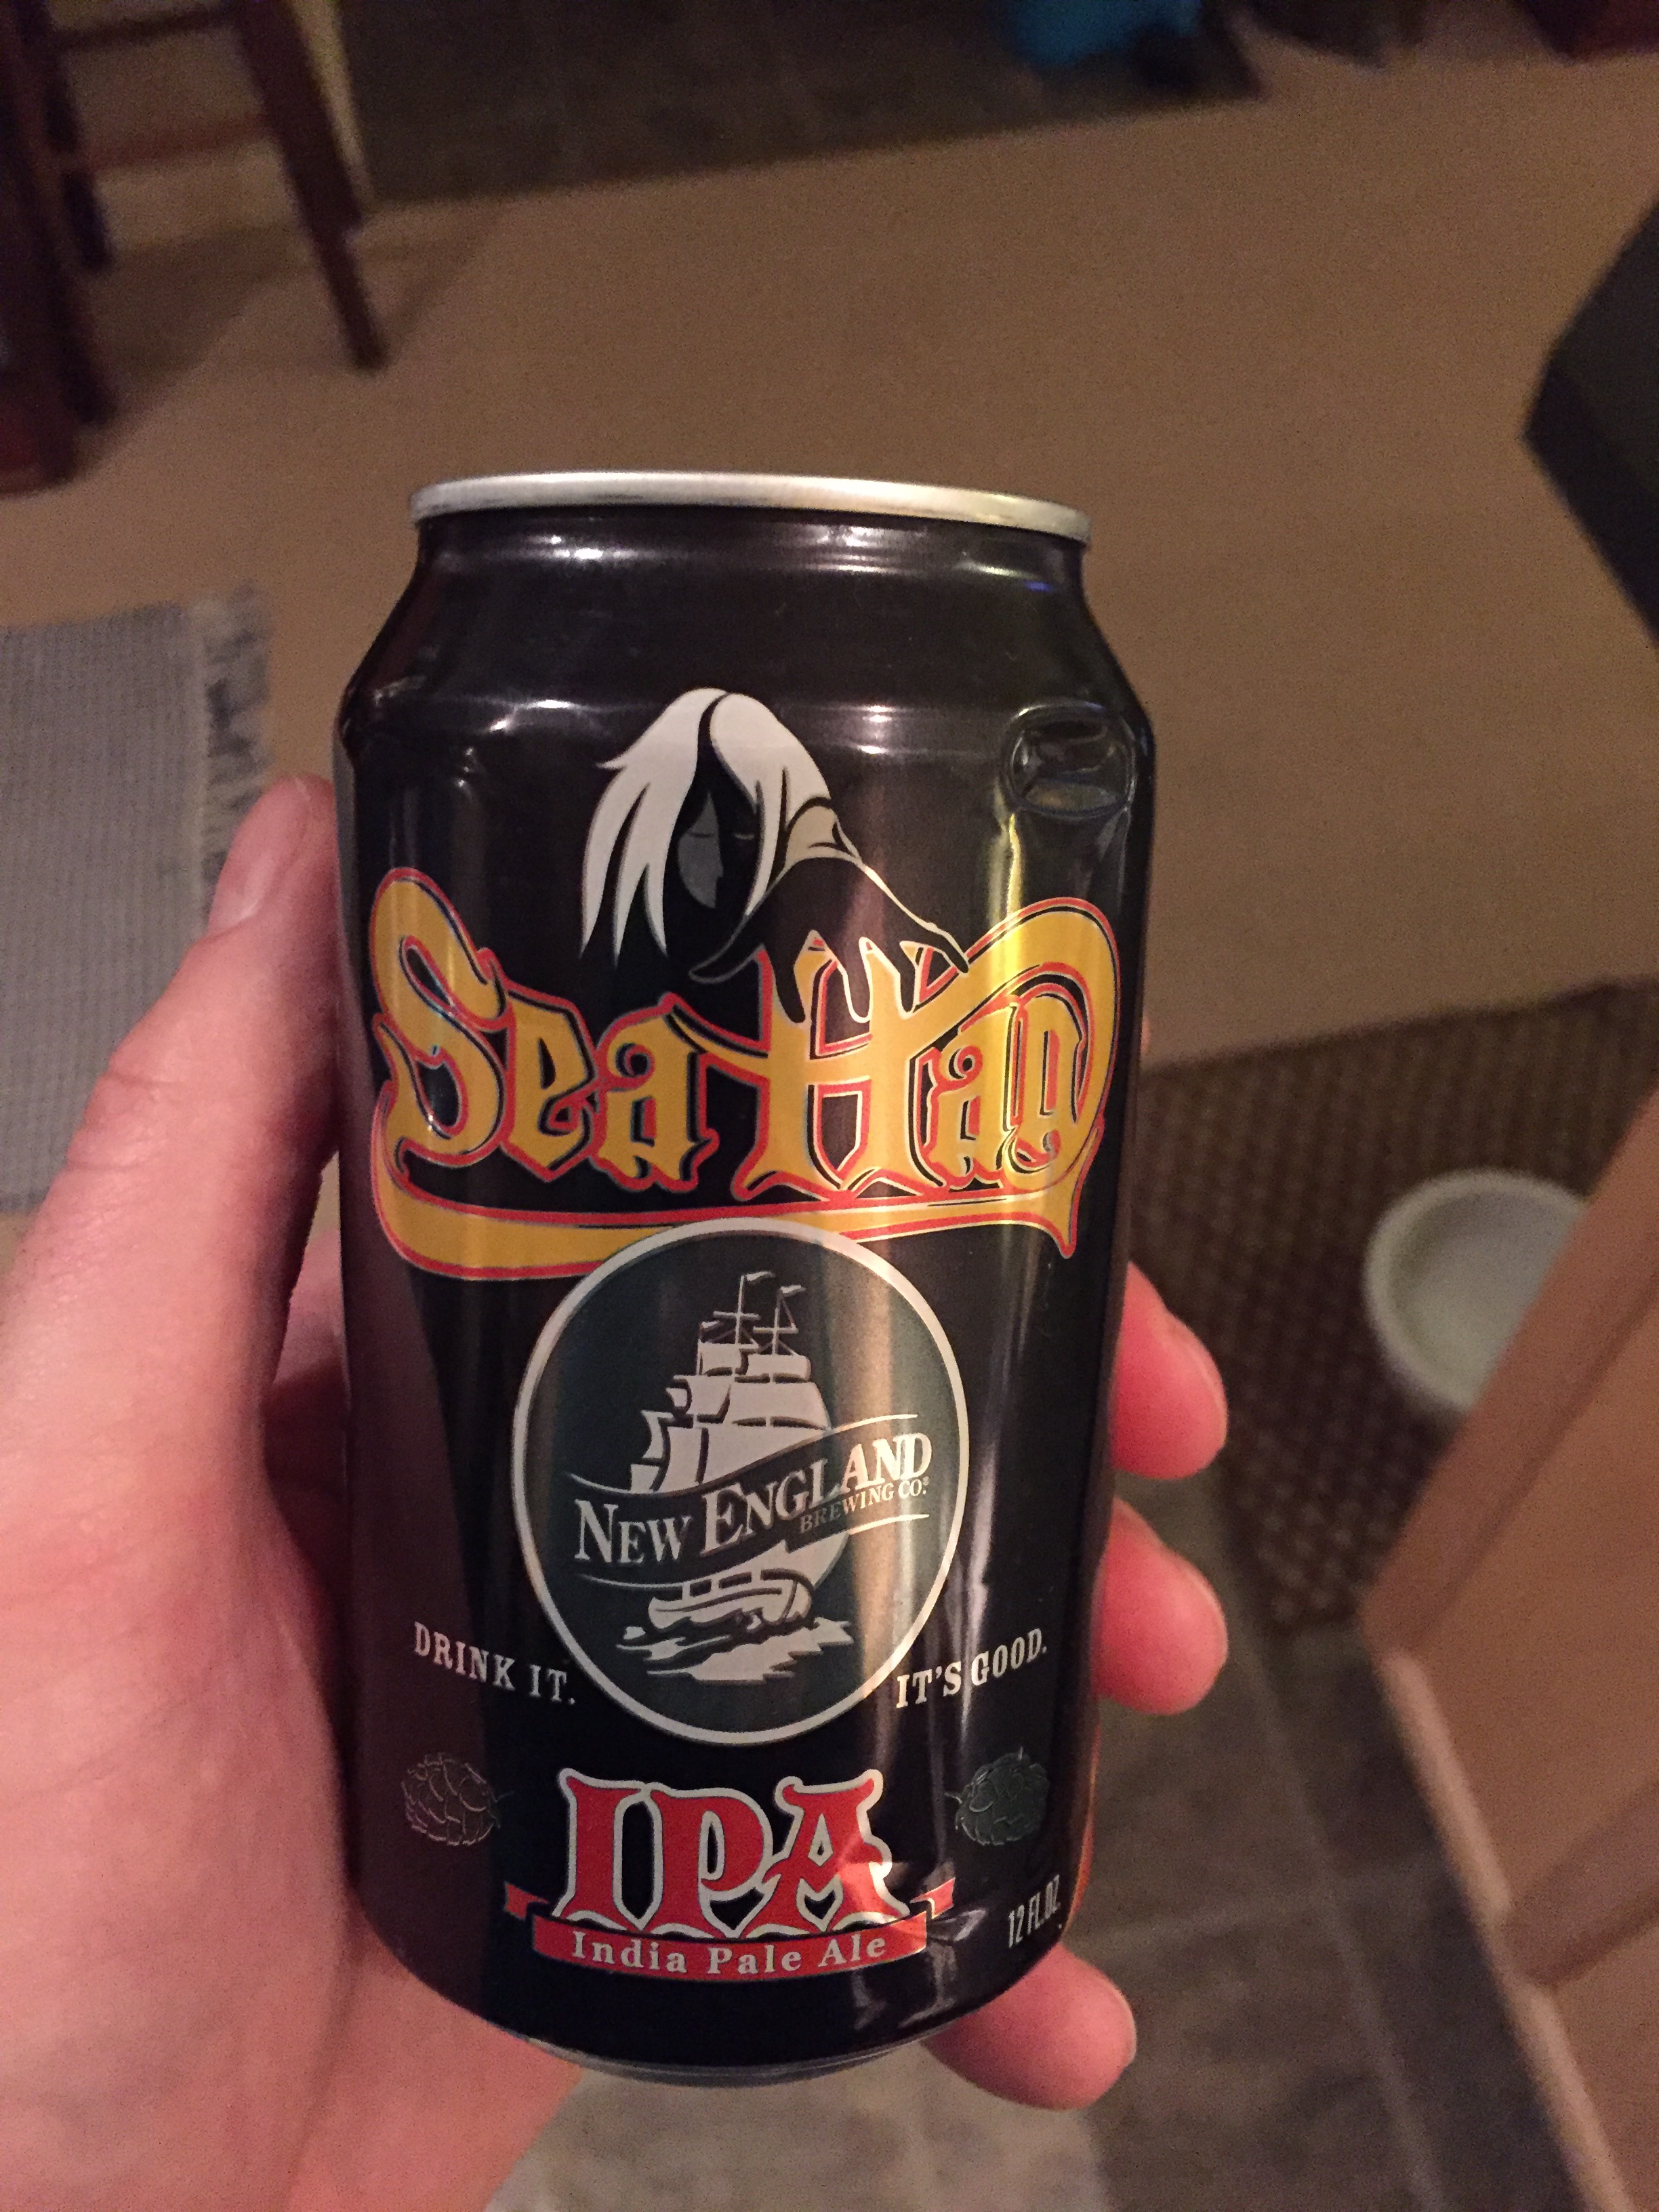 Sea Hag
NEW ENGLAND
BREWING CO.®
DRINK IT.
IT'S GOOD.
IPA
India Pale Ale
12 FL.OZ.